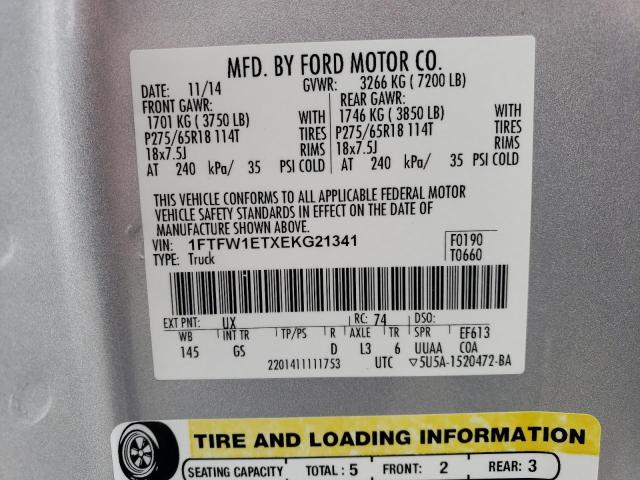 MFD. BY FORD MOTOR CO.
DATE: 11/14 GVWR: 3266 KG ( 7200 LB)
FRONT GAWR: REAR GAWR:
1701 KG ( 3750 LB) WITH 1746 KG ( 3850 LB) WITH
P275/65R18 114T TIRES P275/65R18 114T TIRES
18x7.5J RIMS 18x7.5J RIMS
AT 240 kPa/ 35 PSI COLD AT 240 kPa/ 35 PSI COLD
THIS VEHICLE CONFORMS TO ALL APPLICABLE FEDERAL MOTOR
VEHICLE SAFETY STANDARDS IN EFFECT ON THE DATE OF
MANUFACTURE SHOWN ABOVE.
VIN: 1FTFW1ETXEKG21341 F0190
TYPE: Truck T0660
EXT PNT: UX RC: 74
WB INT TR TP/PS R AXLE TR SPR EF613
145 GS D L3 6 UUAA COA
2201411111753 UTC ▽5U5A-1520472-BA
TIRE AND LOADING INFORMATION
SEATING CAPACITY TOTAL : 5 FRONT: 2 REAR: 3